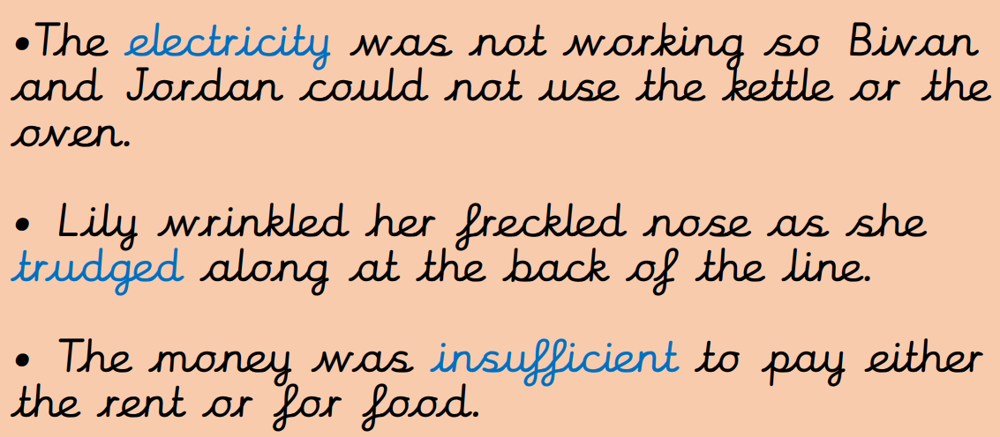 •The electricity was not working so Bivan
and Jordan could not use the kettle or the
oven.
• Lily wrinkled her freckled nose as she
trudged along at the back of the line.
• The money was insufficient to pay either
the rent or for food.